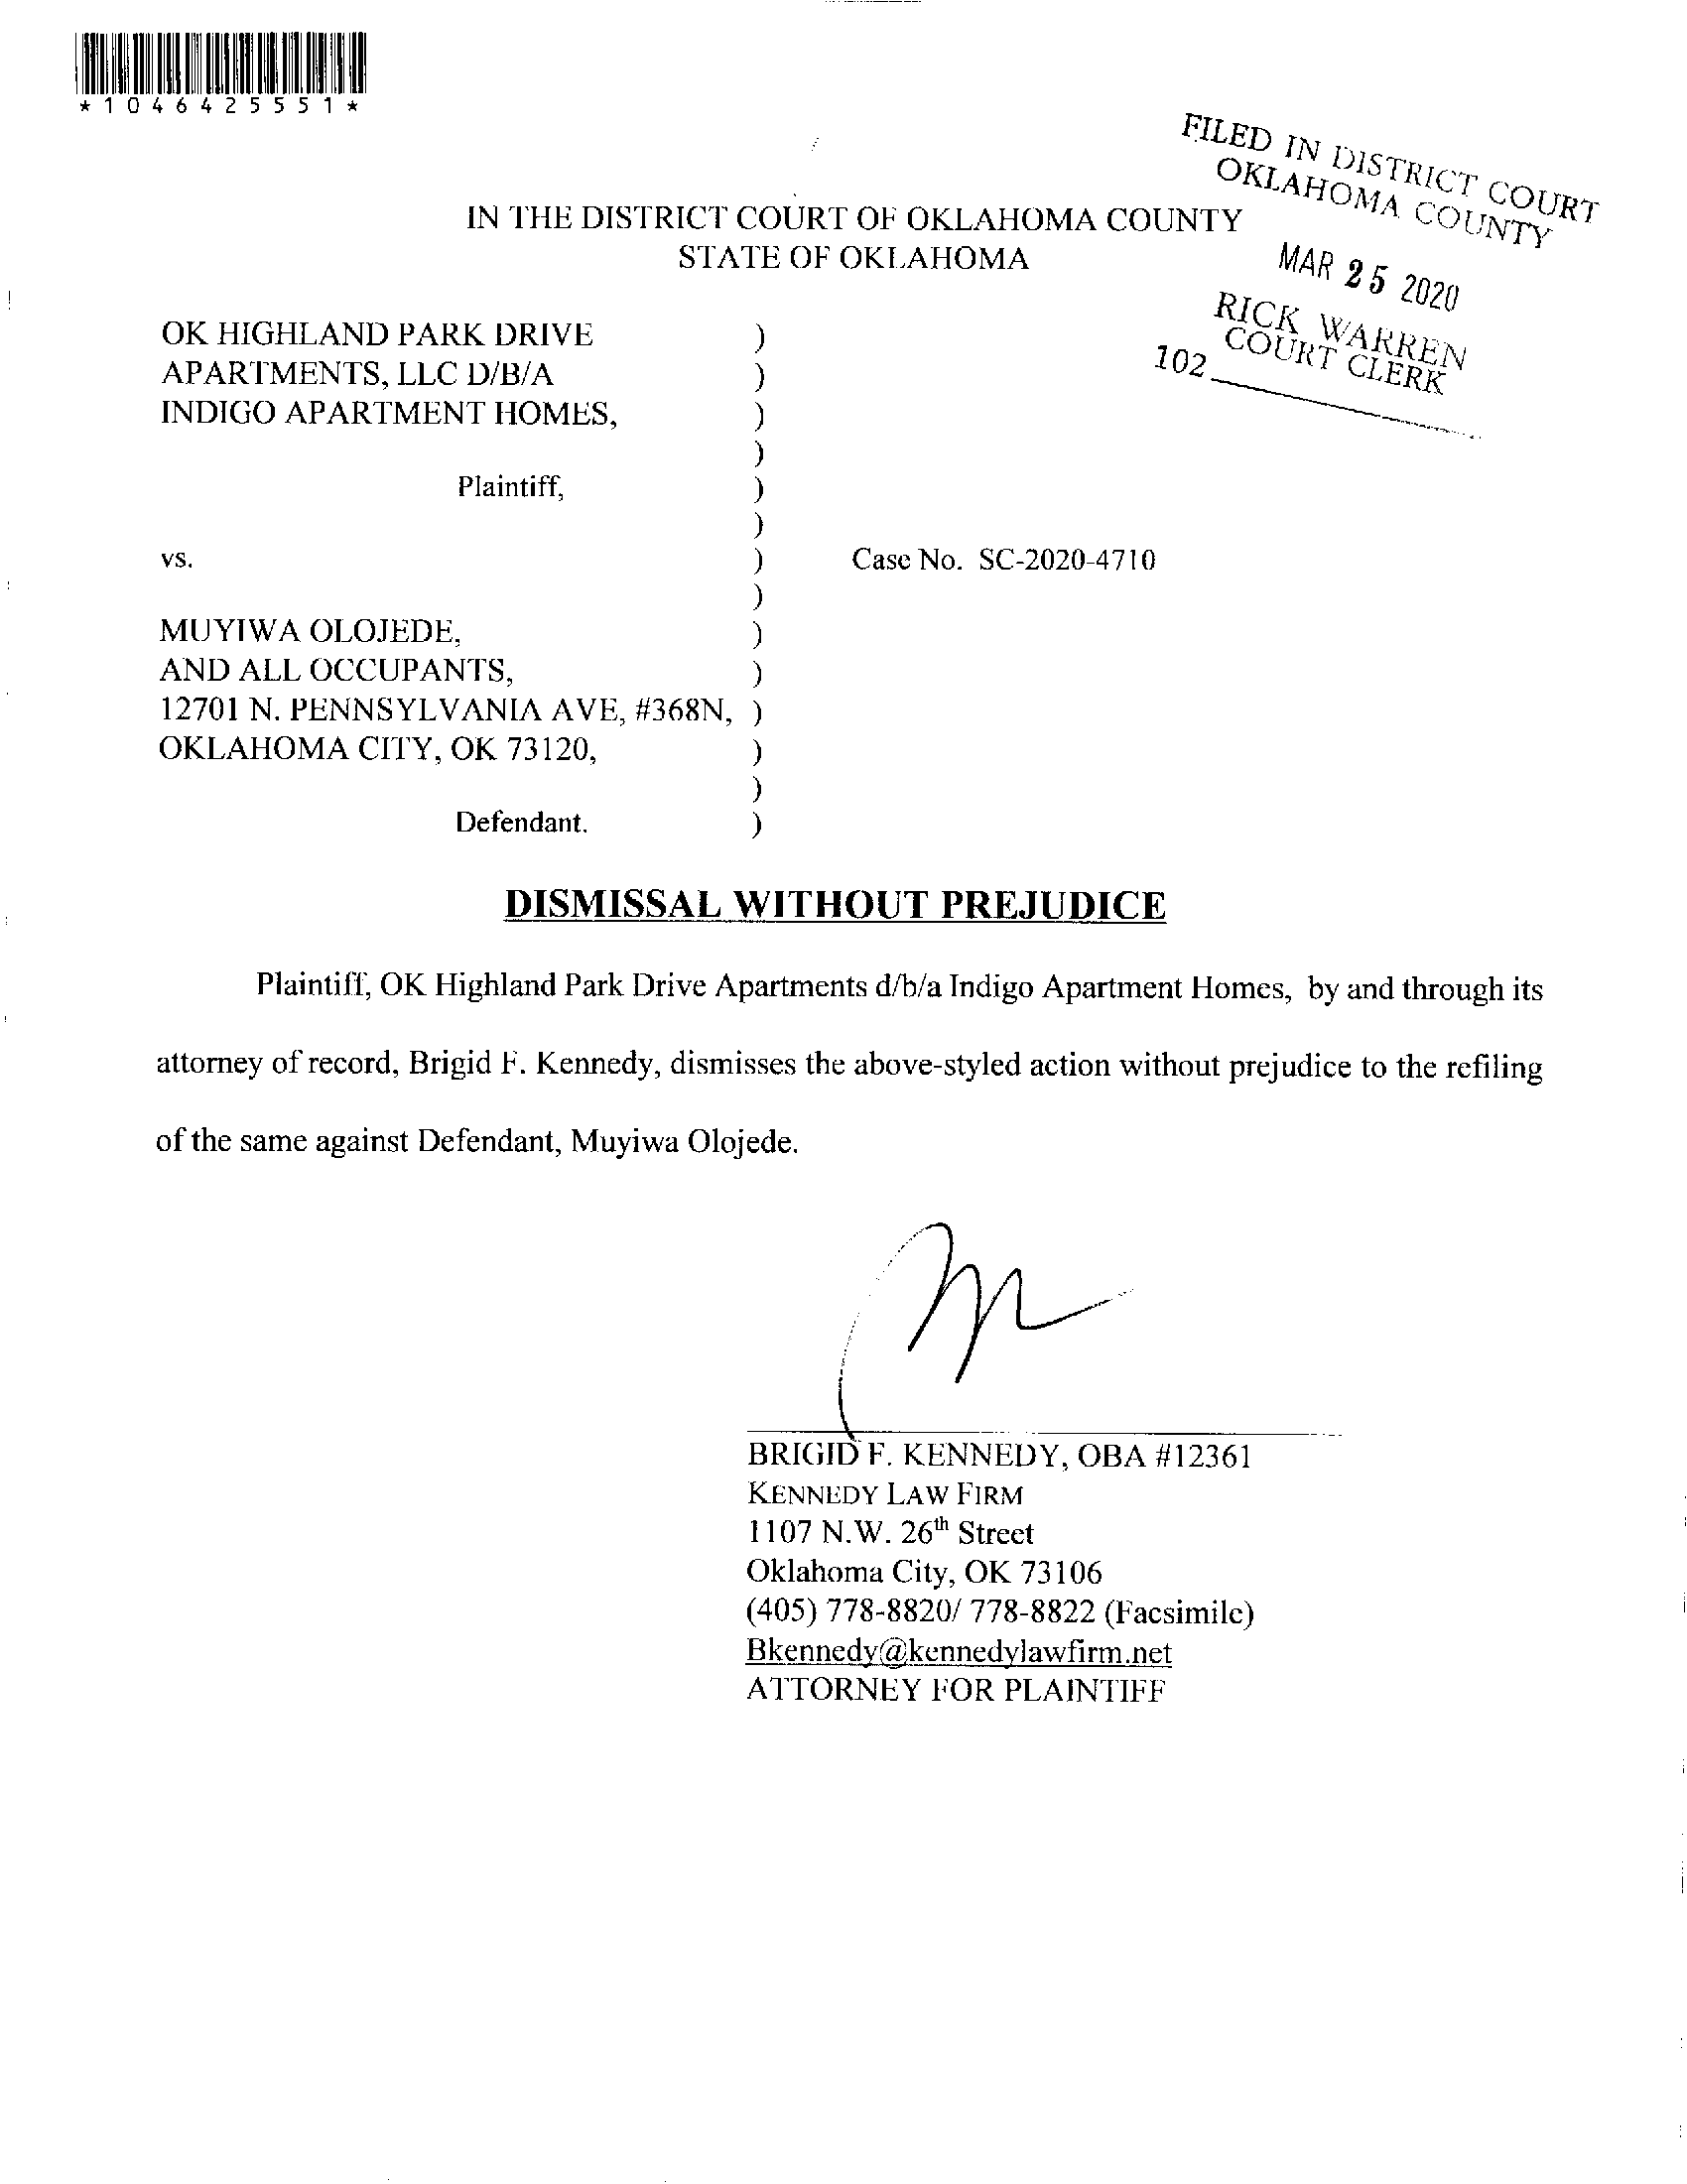 *1046425551*
FILED IN DISTRICT COURT
OKLAHOMA COUNTY
MAR 25 2020
RICK WARREN
COURT CLERK
102
IN THE DISTRICT COURT OF OKLAHOMA COUNTY
STATE OF OKLAHOMA
OK HIGHLAND PARK DRIVE )
APARTMENTS, LLC D/B/A )
INDIGO APARTMENT HOMES, )
)
Plaintiff, )
)
vs. ) Case No. SC-2020-4710
)
MUYIWA OLOJEDE, )
AND ALL OCCUPANTS, )
12701 N. PENNSYLVANIA AVE, #368N, )
OKLAHOMA CITY, OK 73120, )
)
Defendant. )
DISMISSAL WITHOUT PREJUDICE
Plaintiff, OK Highland Park Drive Apartments d/b/a Indigo Apartment Homes, by and through its
attorney of record, Brigid F. Kennedy, dismisses the above-styled action without prejudice to the refiling
of the same against Defendant, Muyiwa Olojede.
BRIGID F. KENNEDY, OBA #12361
KENNEDY LAW FIRM
1107 N.W. 26th Street
Oklahoma City, OK 73106
(405) 778-8820/ 778-8822 (Facsimile)
Bkennedy@kennedylawfirm.net
ATTORNEY FOR PLAINTIFF